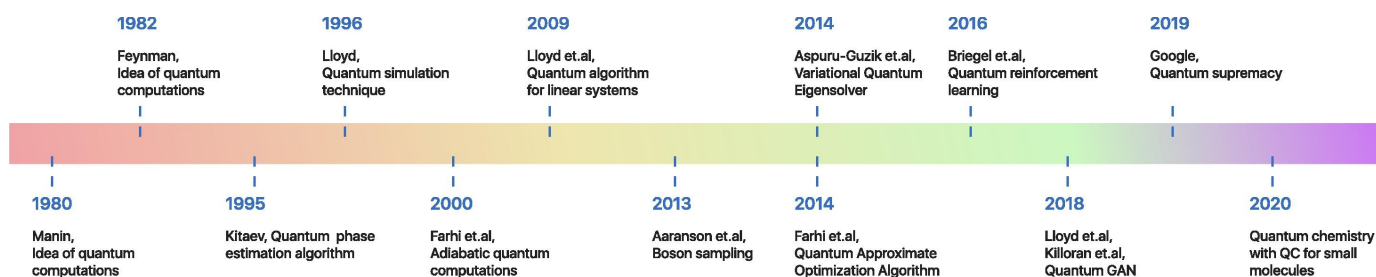 1982
Feynman,
Idea of quantum
computations
1996
Lloyd,
Quantum simulation
technique
2009
Lloyd et.al,
Quantum algorithm
for linear systems
2014
Aspuru-Guzik et.al,
Variational Quantum
Eigensolver
2016
Briegel et.al,
Quantum reinforcement
learning
2019
Google,
Quantum supremacy
1980
Manin,
Idea of quantum
computations
1995
Kitaev, Quantum phase
estimation algorithm
2000
Farhi et.al,
Adiabatic quantum
computations
2013
Aaranson et.al,
Boson sampling
2014
Farhi et.al,
Quantum Approximate
Optimization Algorithm
2018
Lloyd et.al,
Killoran et.al,
Quantum GAN
2020
Quantum chemistry
with QC for small
molecules